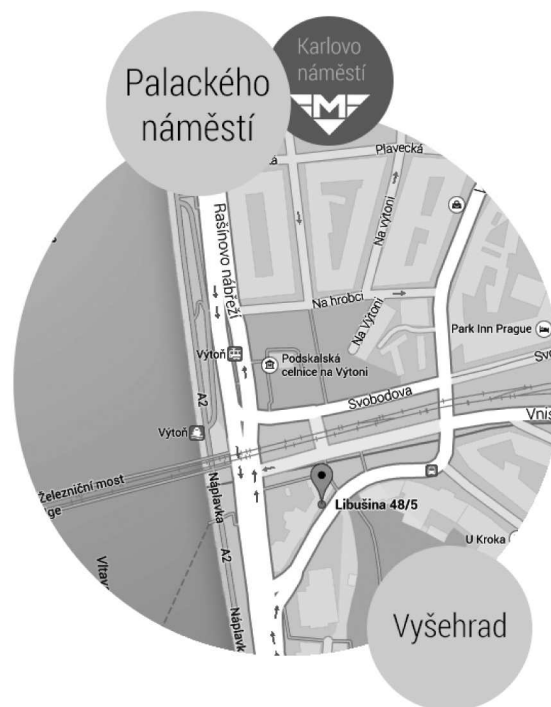 Karlovo
náměstí
Palackého
náměstí
Plavecká
Rašínovo nábřeží
Na Výtoni
Na hrobci
Na Výtoni
Park Inn Prague
Výtoň
Podskalská
celnice na Výtoni
Svobodova
A2
Výtoň
Železniční most
Náplavka
Libušina 48/5
A2
U Kroka
Náplavk
Vyšehrad